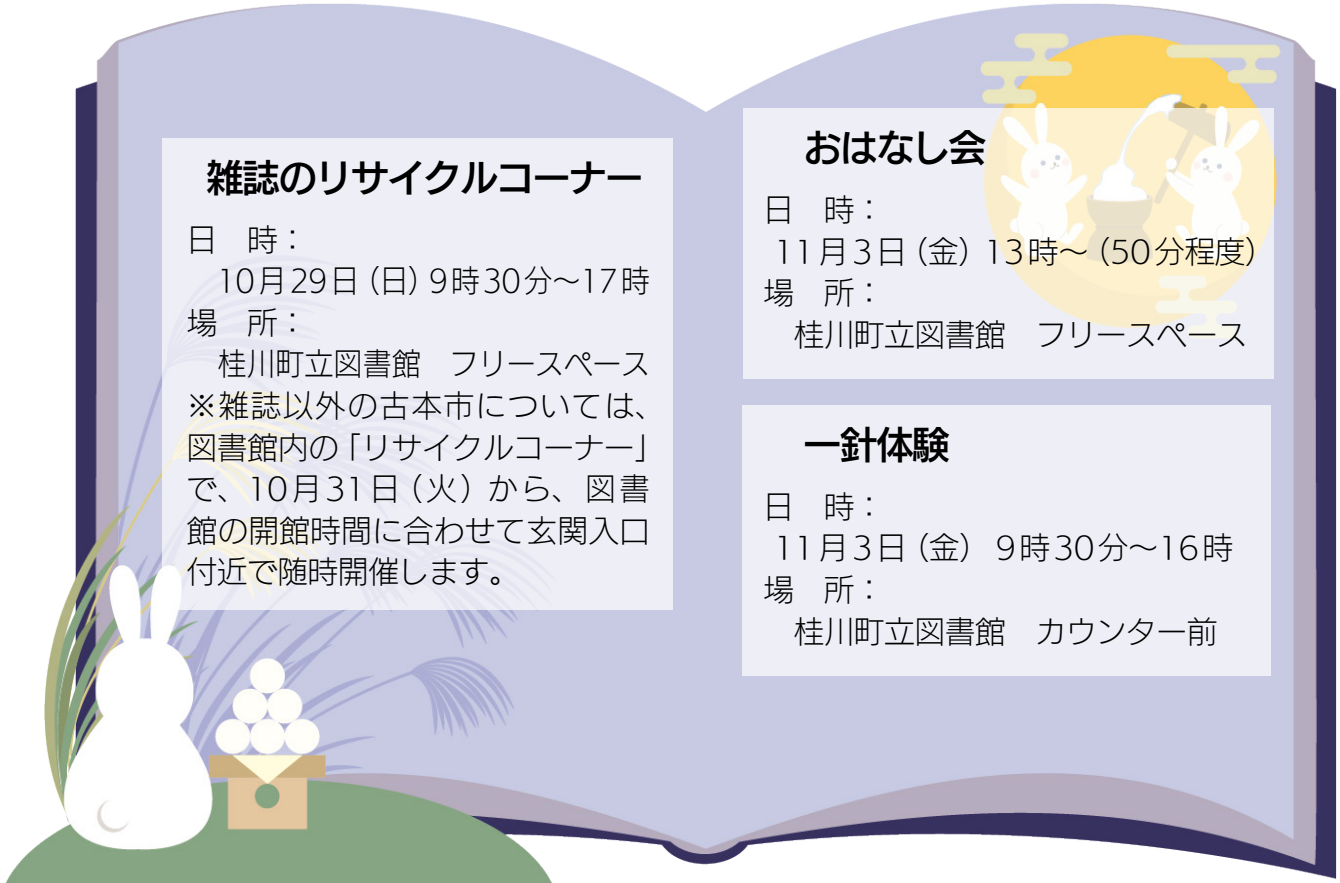 雑誌のリサイクルコーナー
日　時：
10月29日（日）9時30分～17時
場　所：
桂川町立図書館　フリースペース
※雑誌以外の古本市については、
図書館内の「リサイクルコーナー」
で、10月31日（火）から、図書
館の開館時間に合わせて玄関入口
付近で随時開催します。
おはなし会
日　時：
11月3日（金）13時～（50分程度）
場　所：
桂川町立図書館　フリースペース
一針体験
日　時：
11月3日（金）　9時30分～16時
場　所：
桂川町立図書館　カウンター前